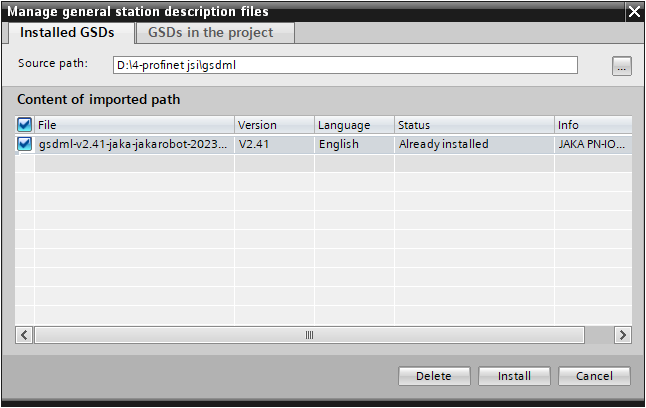 Manage general station description files
Installed GSDs GSDs in the project
Source path: D:\4-profinet jsi\gsdml ...
Content of imported path
File Version Language Status Info
gsdml-v2.41-jaka-jakarobot-2023... V2.41 English Already installed JAKA PN-IO...
Delete Install Cancel